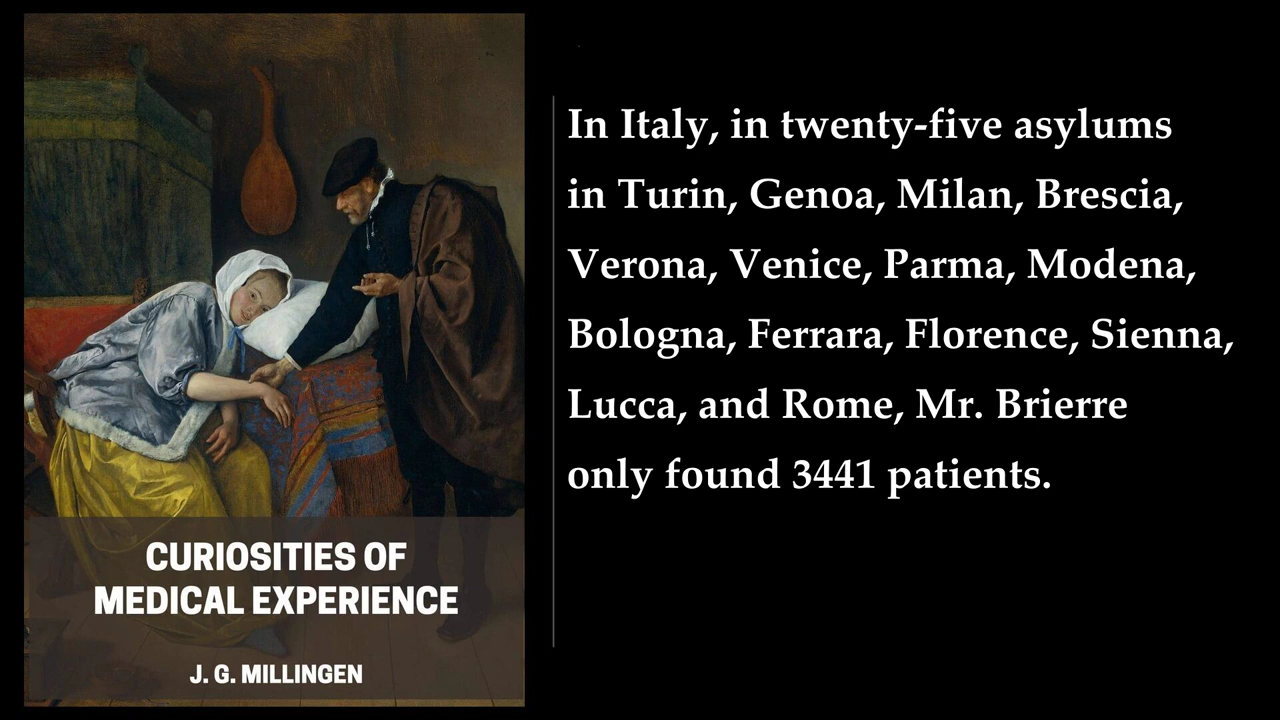 In Italy, in twenty-five asylums
in Turin, Genoa, Milan, Brescia,
Verona, Venice, Parma, Modena,
Bologna, Ferrara, Florence, Sienna,
Lucca, and Rome, Mr. Brierre
only found 3441 patients.
CURIOSITIES OF
MEDICAL EXPERIENCE
J. G. MILLINGEN